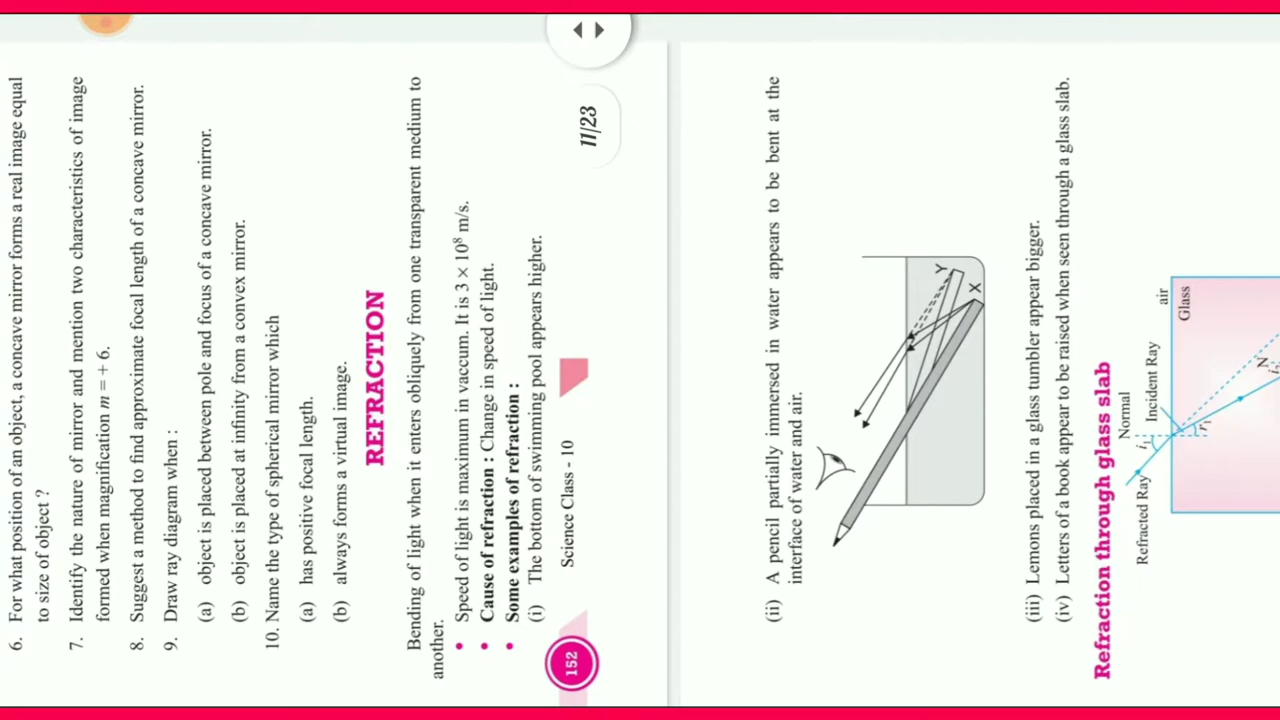 6. For what position of an object, a concave mirror forms a real image equal
to size of object ?
7. Identify the nature of mirror and mention two characteristics of image
formed when magnification m = + 6.
8. Suggest a method to find approximate focal length of a concave mirror.
9. Draw ray diagram when :
(a) object is placed between pole and focus of a concave mirror.
(b) object is placed at infinity from a convex mirror.
10. Name the type of spherical mirror which
(a) has positive focal length.
(b) always forms a virtual image.
REFRACTION
Bending of light when it enters obliquely from one transparent medium to
another.
• Speed of light is maximum in vaccum. It is 3 × 10⁸ m/s.
• Cause of refraction : Change in speed of light.
• Some examples of refraction :
(i) The bottom of swimming pool appears higher.
152
Science Class - 10
11/23
(ii) A pencil partially immersed in water appears to be bent at the
interface of water and air.
Y
X
(iii) Lemons placed in a glass tumbler appear bigger.
(iv) Letters of a book appear to be raised when seen through a glass slab.
Refraction through glass slab
Normal
Refracted Ray
Incident Ray
i₁
r₁
air
Glass
N